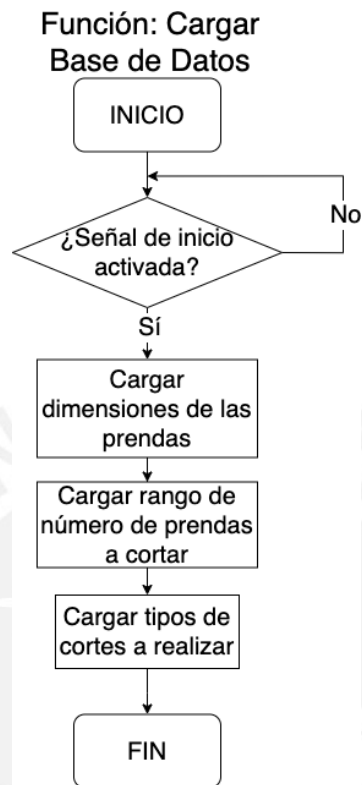 Función: Cargar
Base de Datos
INICIO
No
¿Señal de inicio
activada?
Sí
Cargar
dimensiones de las
prendas
Cargar rango de
número de prendas
a cortar
Cargar tipos de
cortes a realizar
FIN